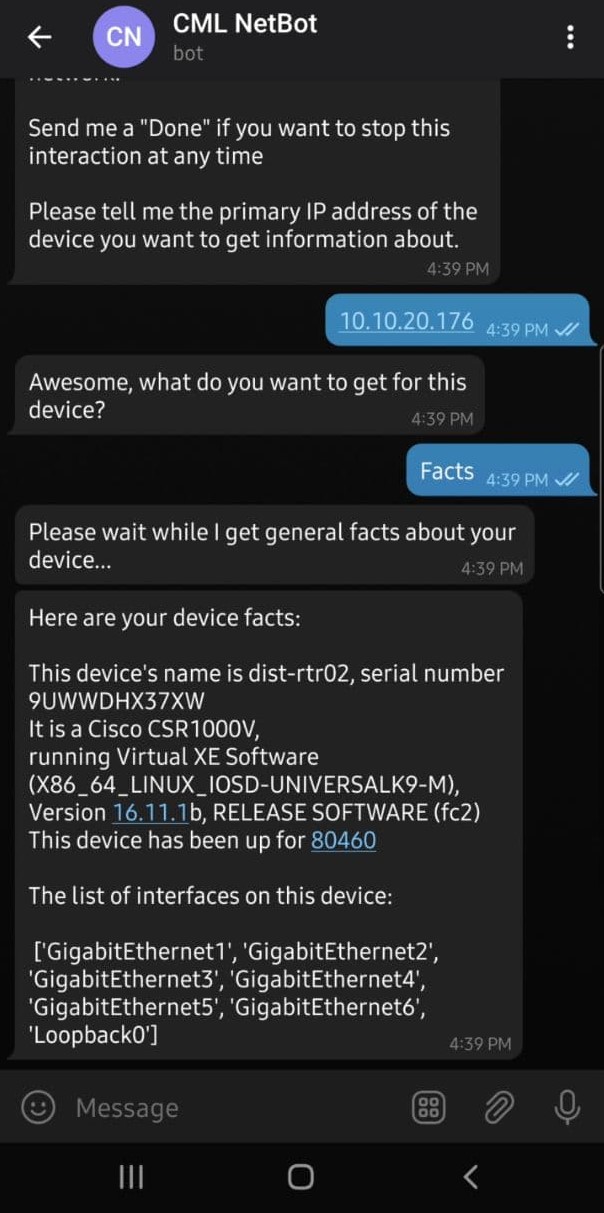 CN
CML NetBot
bot
Send me a "Done" if you want to stop this
interaction at any time
Please tell me the primary IP address of the
device you want to get information about.
4:39 PM
10.10.20.176 4:39 PM
Awesome, what do you want to get for this
device?
4:39 PM
Facts 4:39 PM
Please wait while I get general facts about your
device...
4:39 PM
Here are your device facts:
This device's name is dist-rtr02, serial number
9UWWDHX37XW
It is a Cisco CSR1000V,
running Virtual XE Software
(X86_64_LINUX_IOSD-UNIVERSALK9-M),
Version 16.11.1b, RELEASE SOFTWARE (fc2)
This device has been up for 80460
The list of interfaces on this device:
['GigabitEthernet1', 'GigabitEthernet2',
'GigabitEthernet3', 'GigabitEthernet4',
'GigabitEthernet5', 'GigabitEthernet6',
'Loopback0']
4:39 PM
Message